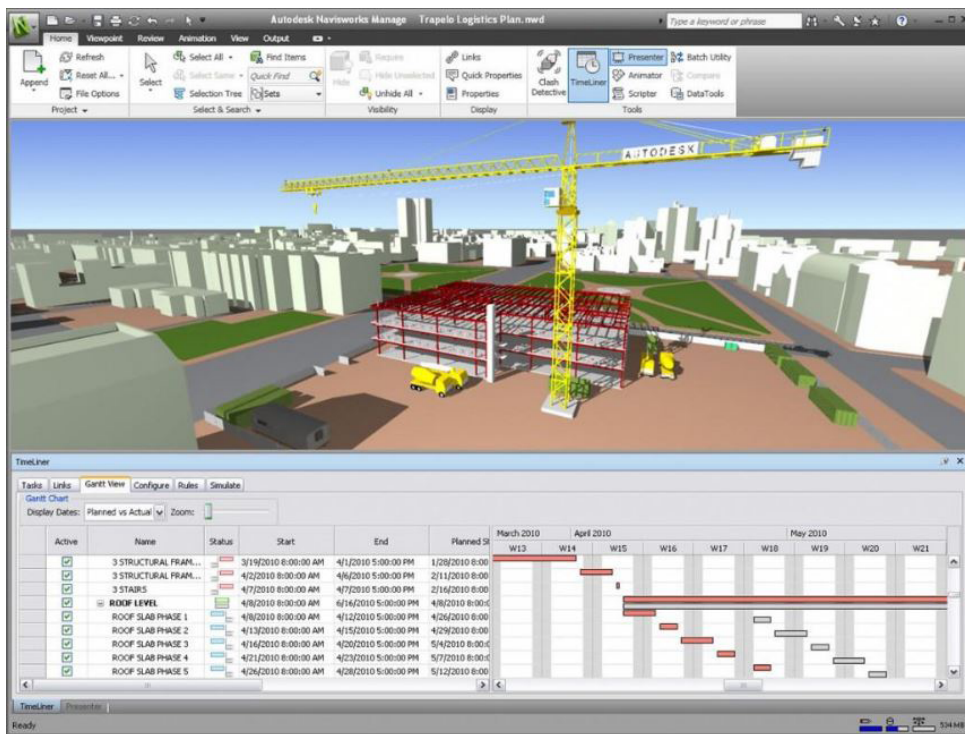 Autodesk Navisworks Manage Trapelo Logistics Plan.nwd
Type a keyword or phrase
Home Viewpoint Review Animation View Output
Append
Refresh
Reset All...
File Options
Project
Select
Select All
Select Same
Selection Tree
Find Items
Quick Find
Sets
Select & Search
Hide
Require
Hide Unselected
Unhide All
Visibility
Links
Quick Properties
Properties
Display
Clash Detective
TimeLiner
Presenter
Animator
Scripter
Batch Utility
Compare
DataTools
Tools
AUTODESK
TimeLiner
Tasks Links Gantt View Configure Rules Simulate
Gantt Chart
Display Dates: Planned vs Actual Zoom:
Active Name Status Start End Planned St
March 2010 April 2010 May 2010
W13 W14 W15 W16 W17 W18 W19 W20 W21
3 STRUCTURAL FRAM... 3/19/2010 8:00:00 AM 4/1/2010 5:00:00 PM 1/28/2010 8:00
3 STRUCTURAL FRAM... 4/2/2010 8:00:00 AM 4/6/2010 5:00:00 PM 2/11/2010 8:00
3 STAIRS 4/7/2010 8:00:00 AM 4/7/2010 5:00:00 PM 2/16/2010 8:00
ROOF LEVEL 4/8/2010 8:00:00 AM 6/16/2010 5:00:00 PM 4/8/2010 8:00:0
ROOF SLAB PHASE 1 4/8/2010 8:00:00 AM 4/12/2010 5:00:00 PM 4/26/2010 8:00
ROOF SLAB PHASE 2 4/13/2010 8:00:00 AM 4/15/2010 5:00:00 PM 4/29/2010 8:00
ROOF SLAB PHASE 3 4/16/2010 8:00:00 AM 4/20/2010 5:00:00 PM 5/4/2010 8:00:0
ROOF SLAB PHASE 4 4/21/2010 8:00:00 AM 4/23/2010 5:00:00 PM 5/7/2010 8:00:0
ROOF SLAB PHASE 5 4/26/2010 8:00:00 AM 4/28/2010 5:00:00 PM 5/12/2010 8:00
TimeLiner Presenter
Ready